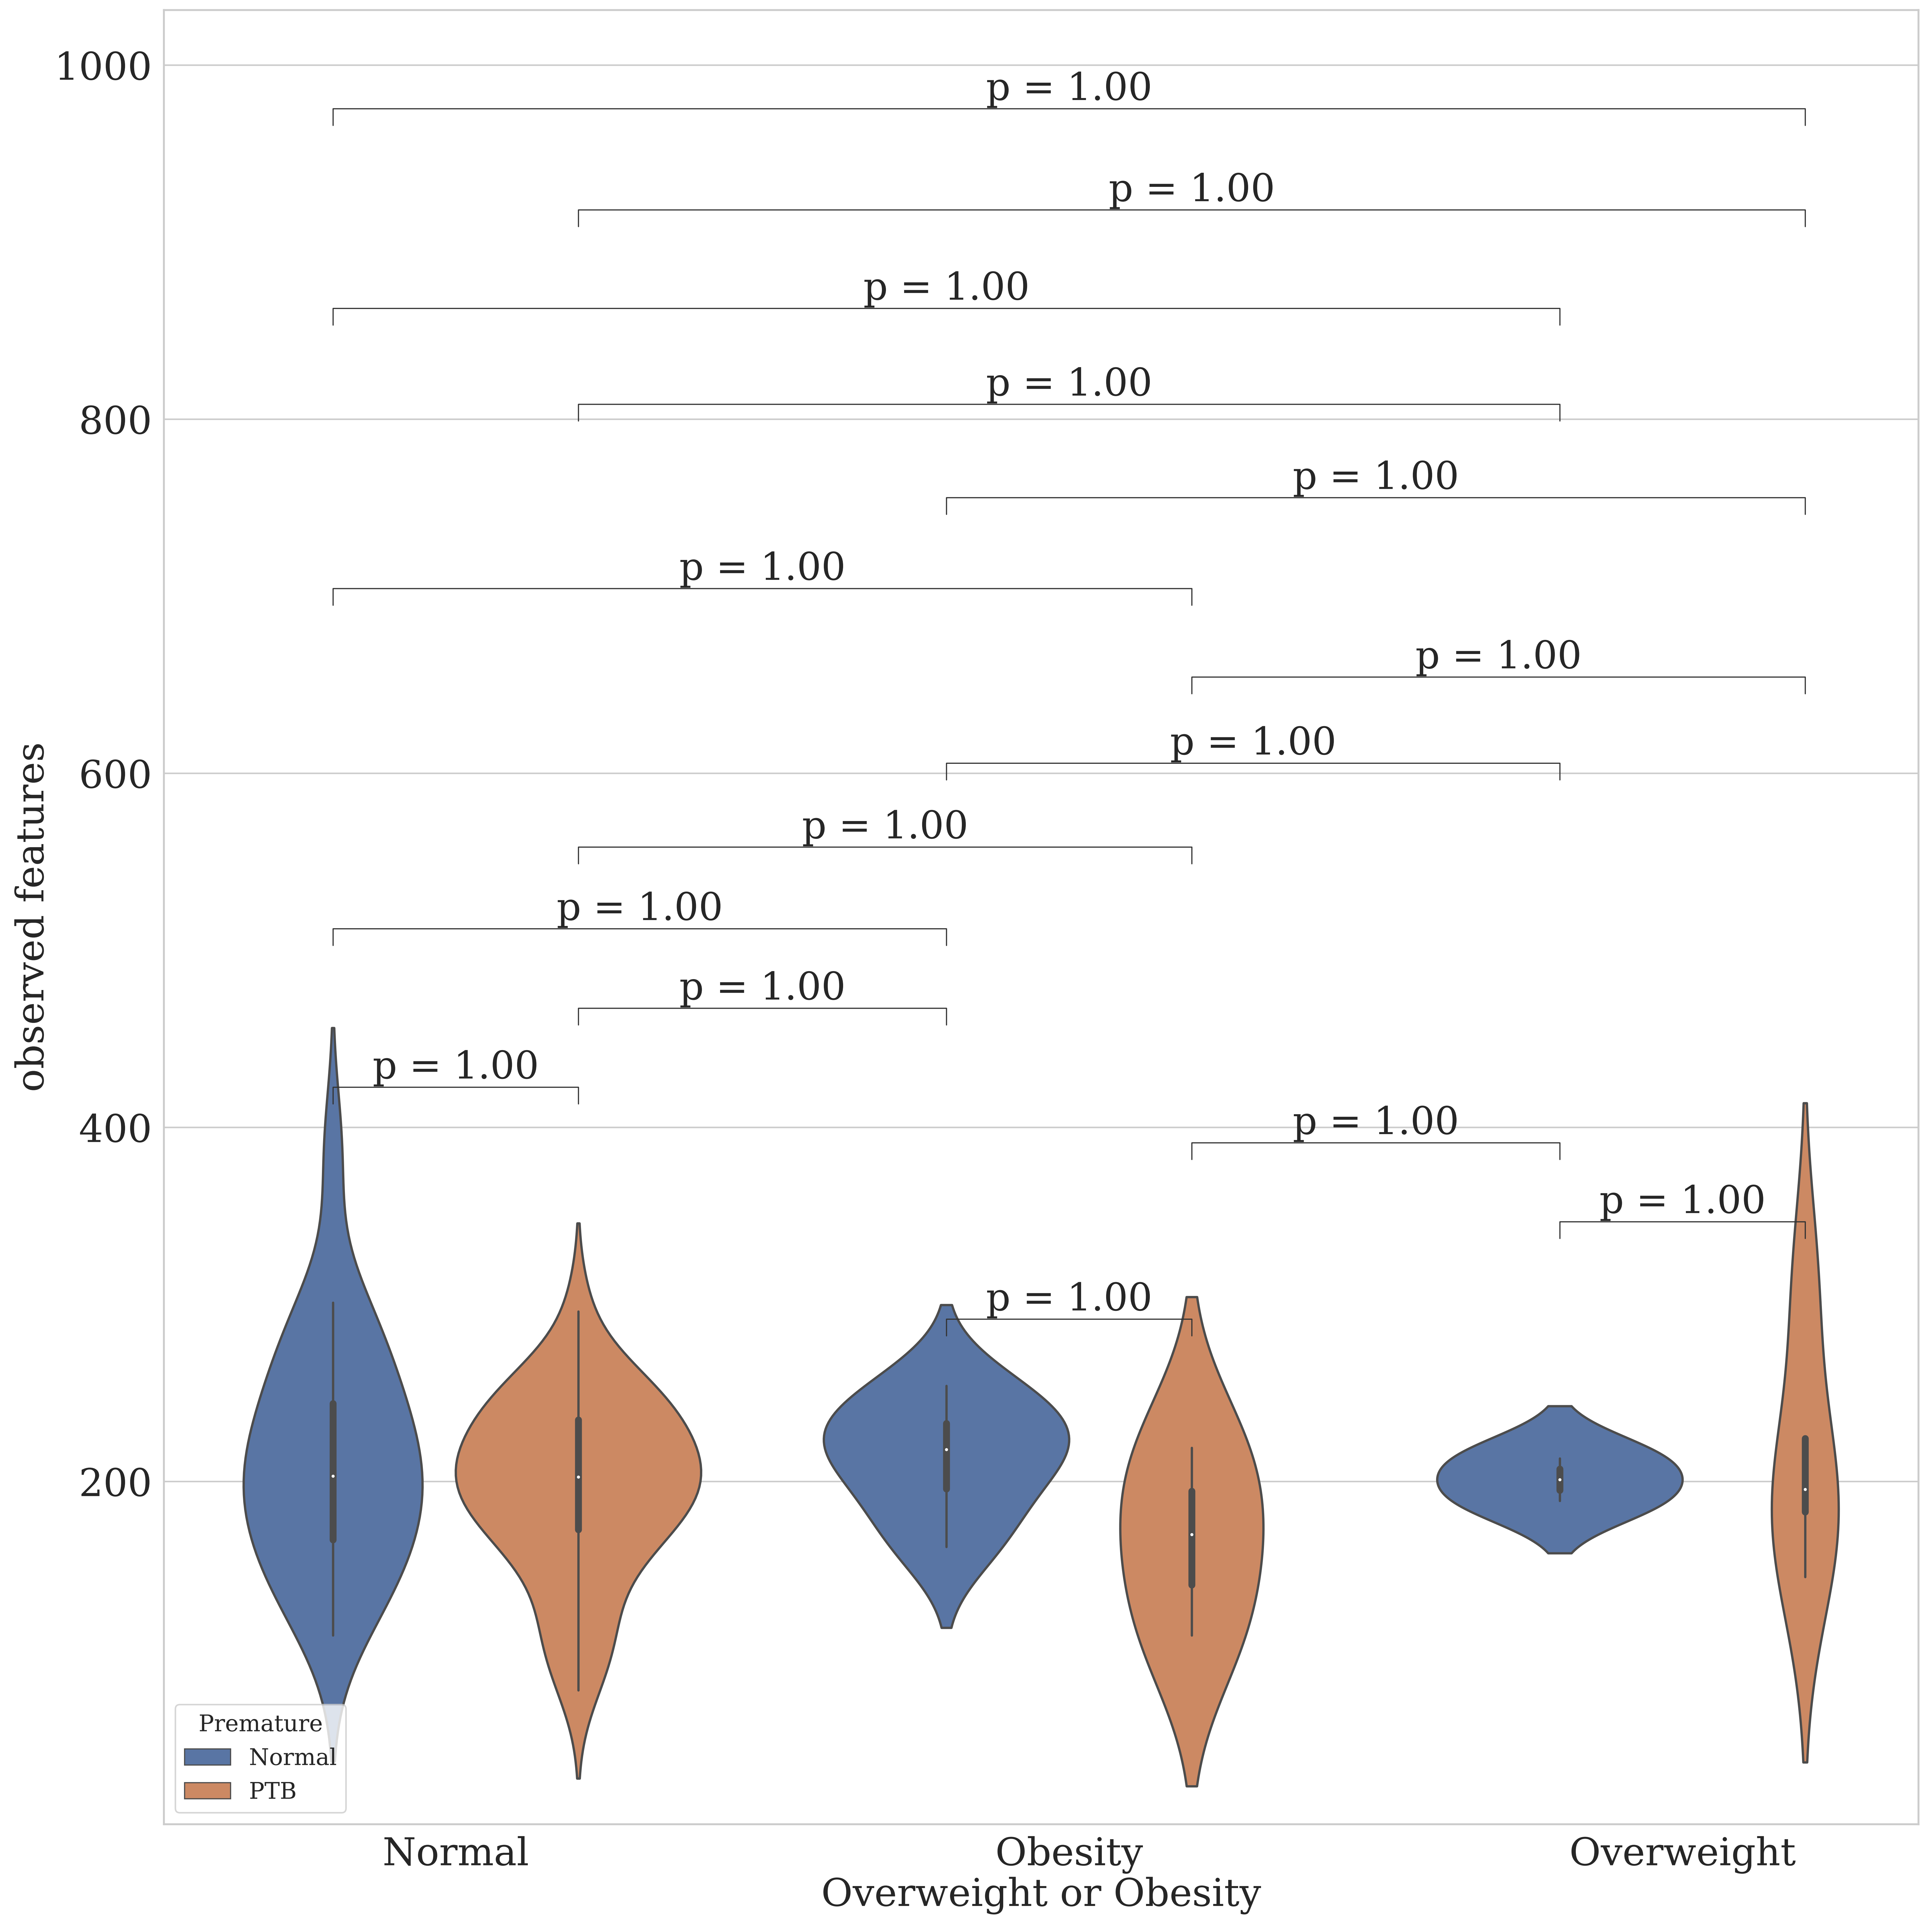 1000
p = 1.00
p = 1.00
p = 1.00
p = 1.00
800
p = 1.00
p = 1.00
p = 1.00
p = 1.00
600
p = 1.00
p = 1.00
p = 1.00
p = 1.00
400
p = 1.00
p = 1.00
p = 1.00
200
observed features
Premature
Normal
PTB
Normal
Obesity
Overweight
Overweight or Obesity